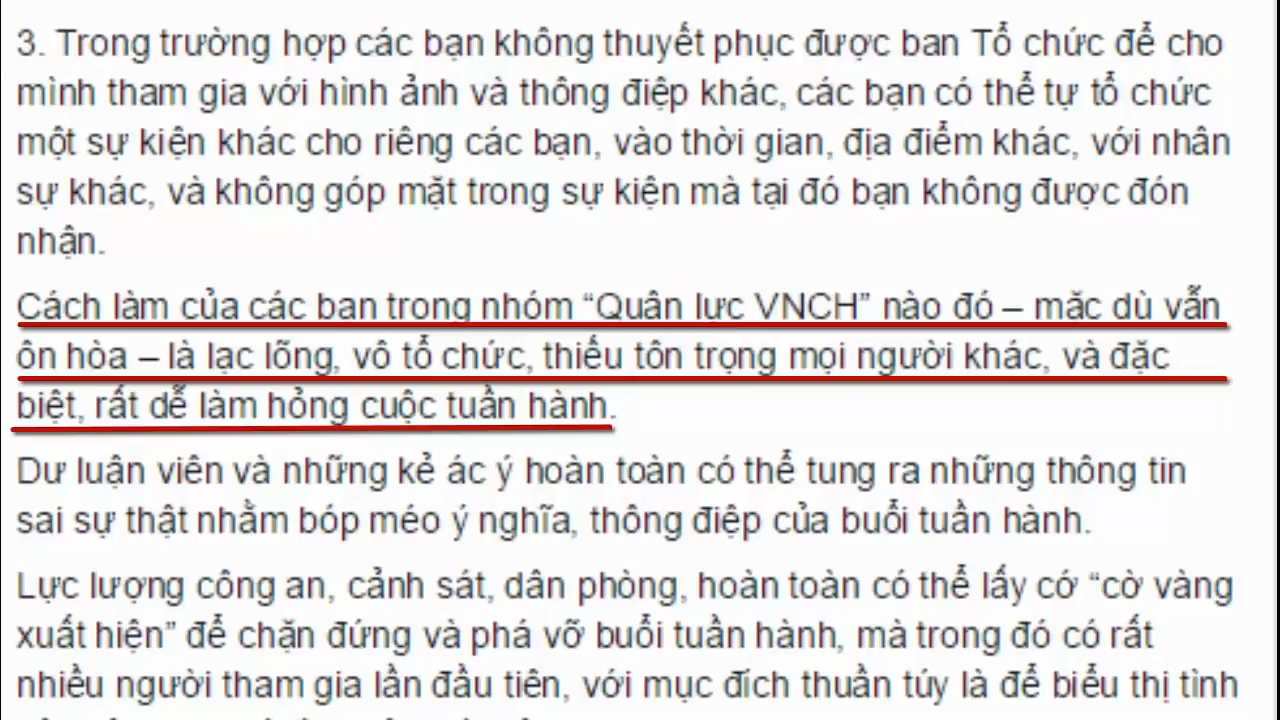 3. Trong trường hợp các bạn không thuyết phục được ban Tổ chức để cho
mình tham gia với hình ảnh và thông điệp khác, các bạn có thể tự tổ chức
một sự kiện khác cho riêng các bạn, vào thời gian, địa điểm khác, với nhân
sự khác, và không góp mặt trong sự kiện mà tại đó bạn không được đón
nhận.
Cách làm của các bạn trong nhóm “Quân lực VNCH” nào đó – mặc dù vẫn
ôn hòa – là lạc lõng, vô tổ chức, thiếu tôn trọng mọi người khác, và đặc
biệt, rất dễ làm hỏng cuộc tuần hành.
Dư luận viên và những kẻ ác ý hoàn toàn có thể tung ra những thông tin
sai sự thật nhằm bóp méo ý nghĩa, thông điệp của buổi tuần hành.
Lực lượng công an, cảnh sát, dân phòng, hoàn toàn có thể lấy cớ “cờ vàng
xuất hiện” để chặn đứng và phá vỡ buổi tuần hành, mà trong đó có rất
nhiều người tham gia lần đầu tiên, với mục đích thuần túy là để biểu thị tình